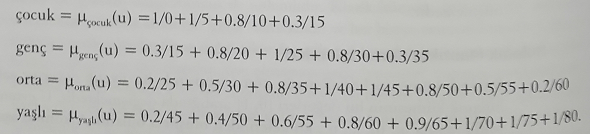 çocuk = μçocuk(u) =1/0+1/5+0.8/10+0.3/15
genç = μgenç(u) = 0.3/15 + 0.8/20 + 1/25 + 0.8/30+0.3/35
orta = μorta(u) = 0.2/25 + 0.5/30 + 0.8/35+1/40+1/45+0.8/50+0.5/55+0.2/60
yaşlı = μyaşlı(u) = 0.2/45 + 0.4/50 + 0.6/55 + 0.8/60 + 0.9/65+1/70+1/75+1/80.